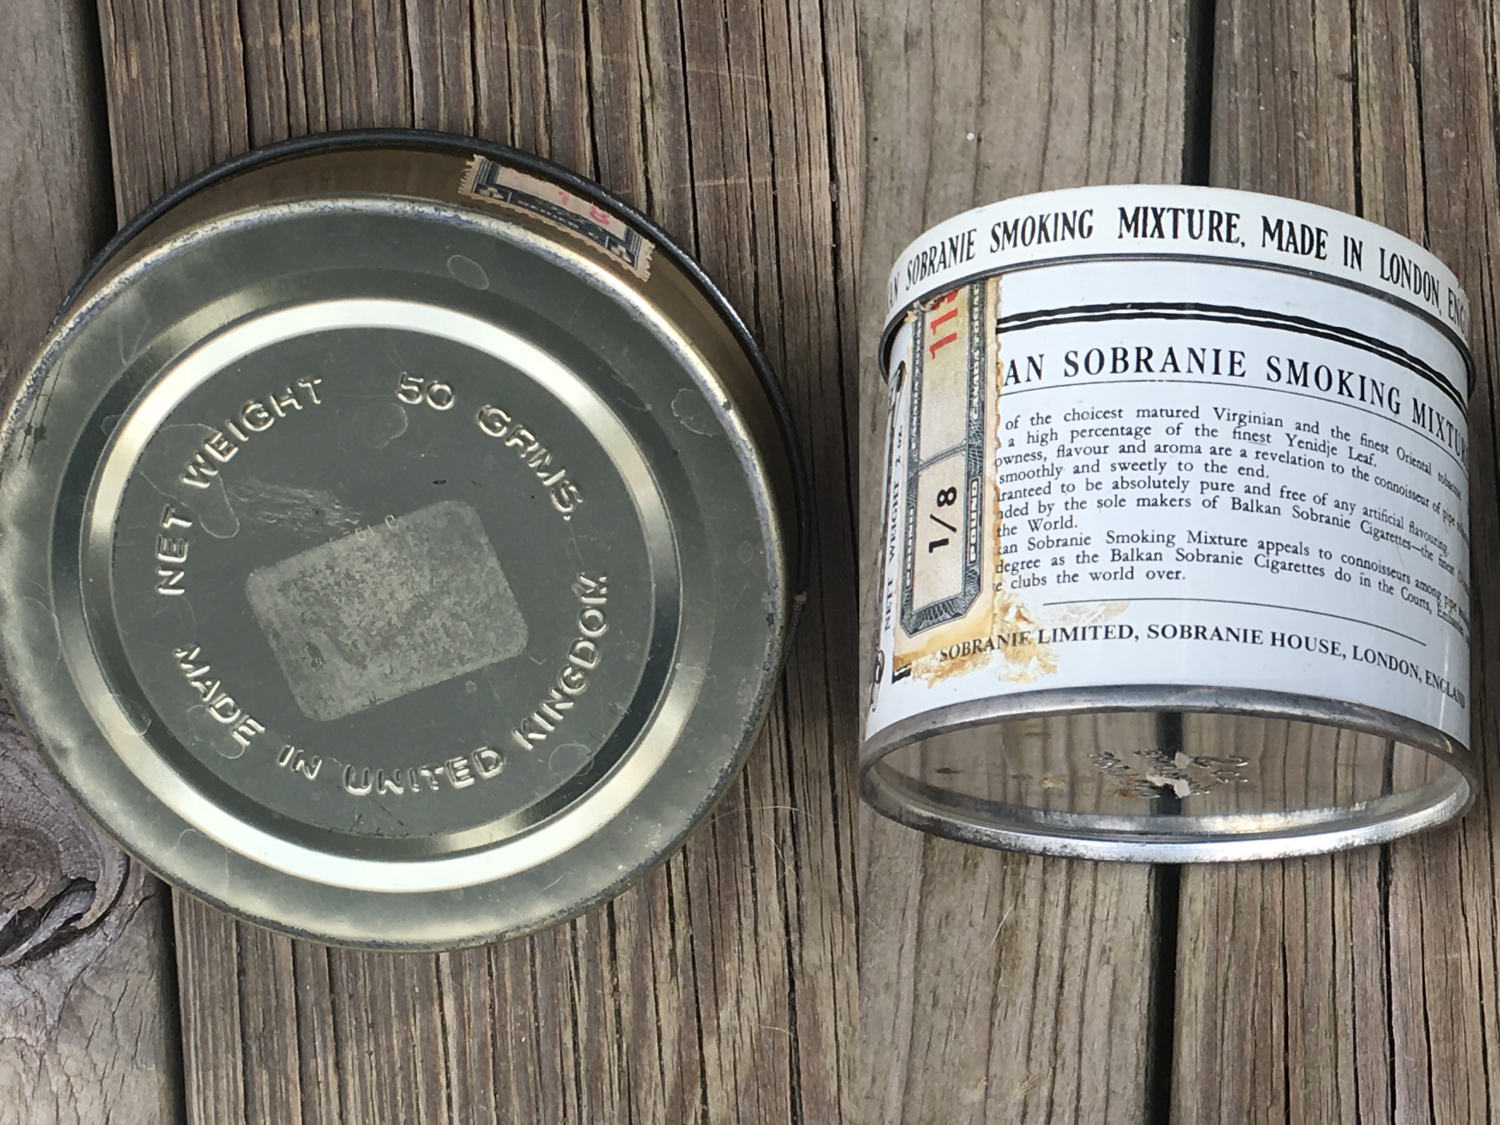 NET WEIGHT 50 GRMS.
MADE IN UNITED KINGDOM
SOBRANIE SMOKING MIXTURE, MADE IN LONDON,
AN SOBRANIE SMOKING MIXTURE
of the choicest matured Virginian and the finest Oriental
a high percentage of the finest Yenidje Leaf.
owness, flavour and aroma are a revelation to the connoisseur of pipe
smoothly and sweetly to the end.
ranteed to be absolutely pure and free of any artificial flavouring.
nded by the sole makers of Balkan Sobranie Cigarettes—the finest
the World.
an Sobranie Smoking Mixture appeals to connoisseurs among pipe
degree as the Balkan Sobranie Cigarettes do in the Courts,
clubs the world over.
SOBRANIE LIMITED, SOBRANIE HOUSE, LONDON, ENGLAND
NET WEIGHT 2 oz.
1/8
POUND